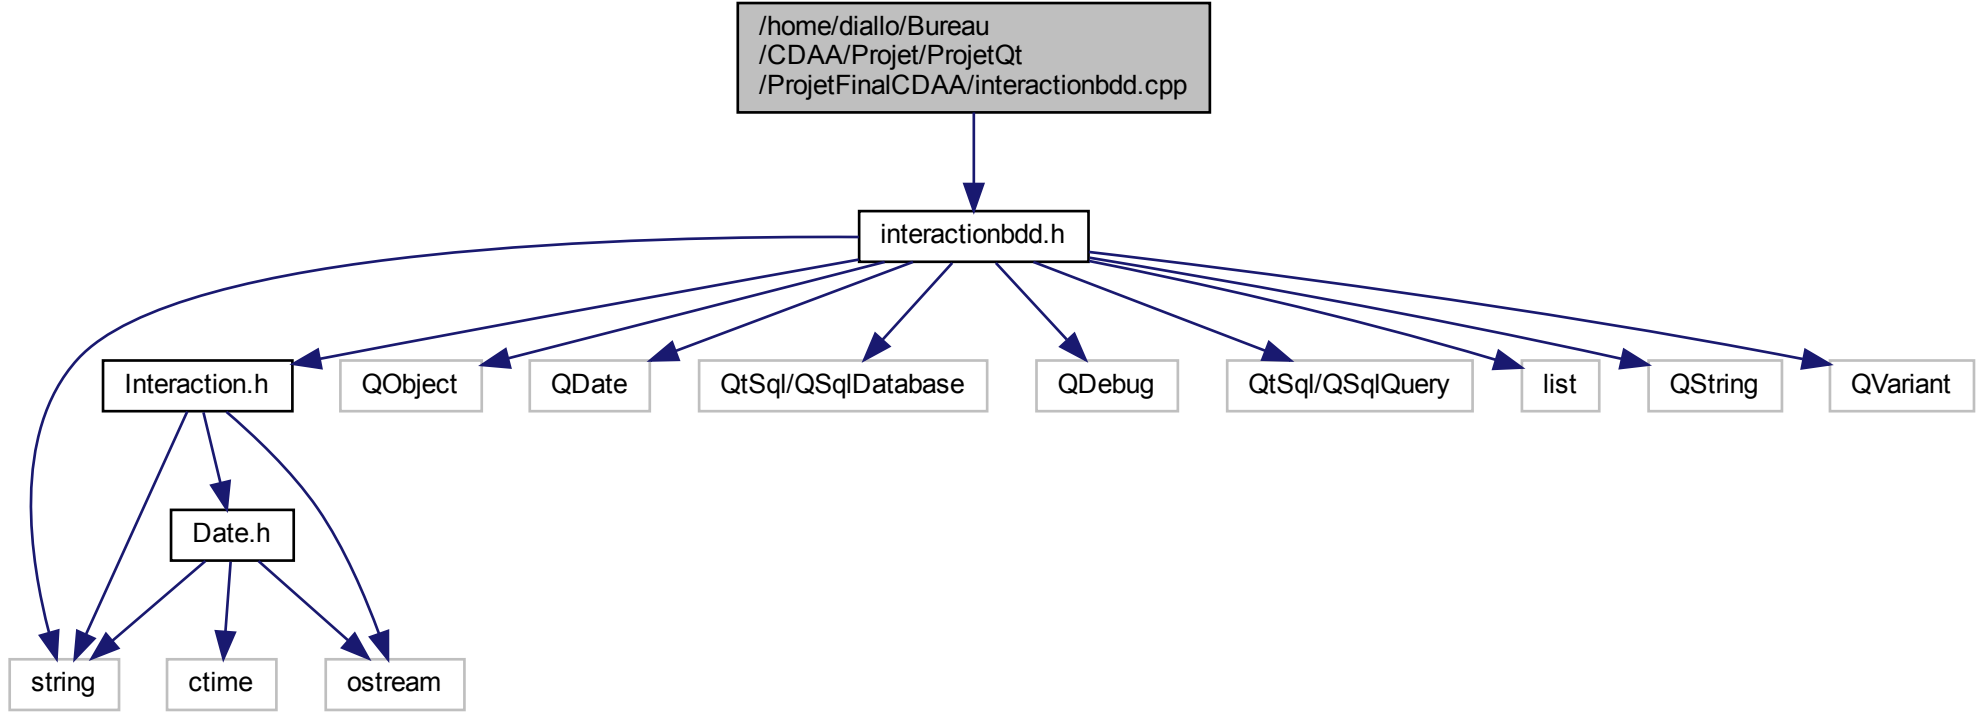 /home/diallo/Bureau
/CDAA/Projet/ProjetQt
/ProjetFinalCDAA/interactionbdd.cpp
interactionbdd.h
Interaction.h
QObject
QDate
QtSql/QSqlDatabase
QDebug
QtSql/QSqlQuery
list
QString
QVariant
Date.h
string
ctime
ostream